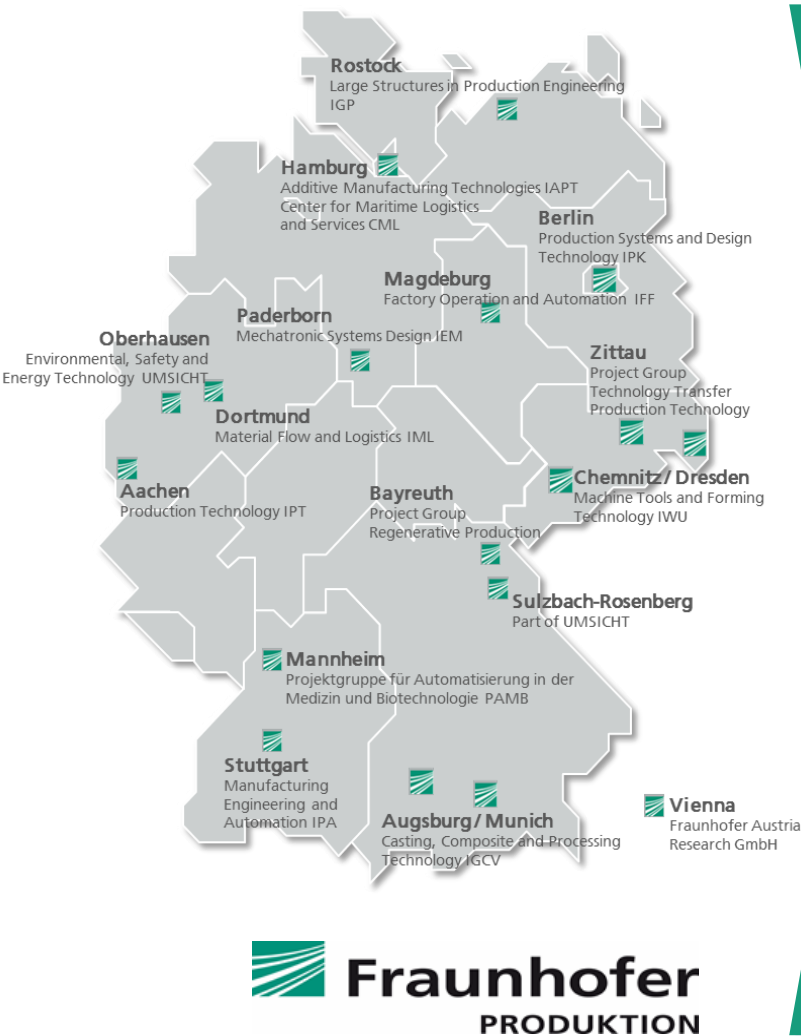 Rostock
Large Structures in Production Engineering
IGP
Hamburg
Additive Manufacturing Technologies IAPT
Center for Maritime Logistics
and Services CML
Berlin
Production Systems and Design
Technology IPK
Magdeburg
Factory Operation and Automation IFF
Paderborn
Mechatronic Systems Design IEM
Oberhausen
Environmental, Safety and
Energy Technology UMSICHT
Zittau
Project Group
Technology Transfer
Production Technology
Dortmund
Material Flow and Logistics IML
Chemnitz / Dresden
Machine Tools and Forming
Technology IWU
Aachen
Production Technology IPT
Bayreuth
Project Group
Regenerative Production
Sulzbach-Rosenberg
Part of UMSICHT
Mannheim
Projektgruppe für Automatisierung in der
Medizin und Biotechnologie PAMB
Stuttgart
Manufacturing
Engineering and
Automation IPA
Augsburg / Munich
Casting, Composite and Processing
Technology IGCV
Vienna
Fraunhofer Austria
Research GmbH
Fraunhofer
PRODUKTION